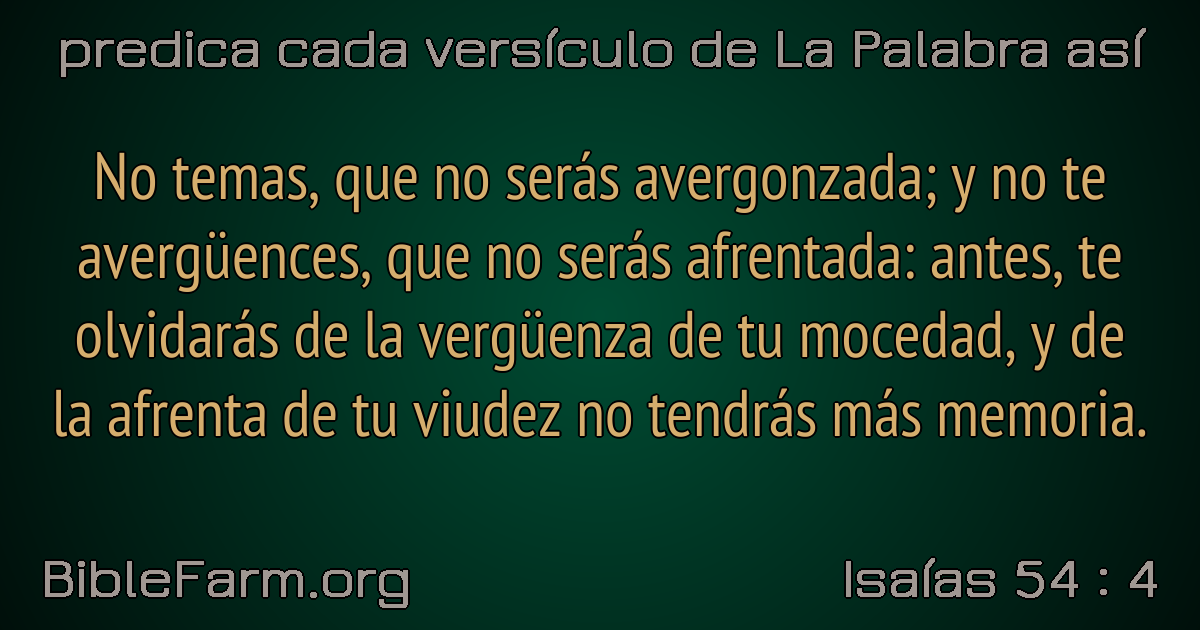 predica cada versículo de La Palabra así
No temas, que no serás avergonzada; y no te
avergüences, que no serás afrentada: antes, te
olvidarás de la vergüenza de tu mocedad, y de
la afrenta de tu viudez no tendrás más memoria.
BibleFarm.org
Isaías 54 : 4